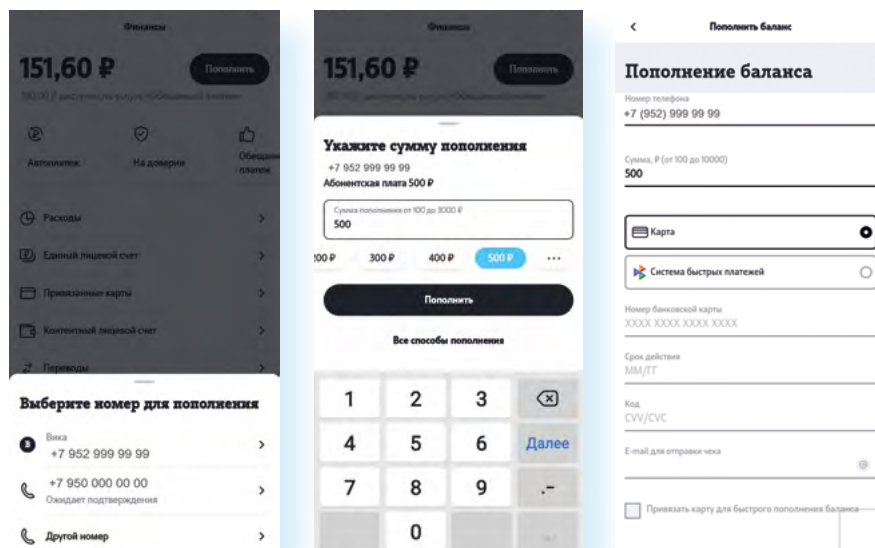 Финансы
151,60 ₽
Пополнить
Автоплатеж
На доверии
Обещанн
платеж
Расходы
Единый лицевой счет
Привязанные карты
Контентный лицевой счет
Переводы
Выберите номер для пополнения
Вика
+7 952 999 99 99
+7 950 000 00 00
Ожидает подтверждения
Другой номер
Финансы
151,60 ₽
Пополнить
Укажите сумму пополнения
+7 952 999 99 99
Абонентская плата 500 ₽
Сумма пополнения от 100 до 3000 ₽
500
200 ₽ 300 ₽ 400 ₽ 500 ₽ ...
Пополнить
Все способы пополнения
1 2 3
4 5 6 Далее
7 8 9 .-
0
Пополнить баланс
Пополнение баланса
Номер телефона
+7 (952) 999 99 99
Сумма, ₽ (от 100 до 10000)
500
Карта
Система быстрых платежей
Номер банковской карты
XXXX XXXX XXXX XXXX
Срок действия
ММ/ГГ
Код
CVV/CVC
E-mail для отправки чека
@
Привязать карту для быстрого пополнения баланса